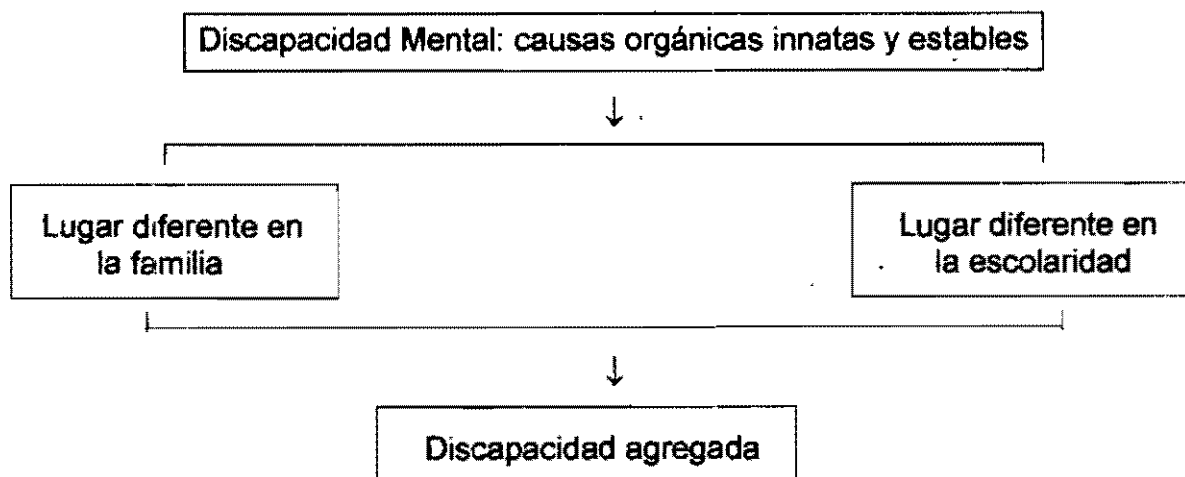 Discapacidad Mental: causas orgánicas innatas y estables
Lugar diferente en
la familia
Lugar diferente en
la escolaridad
Discapacidad agregada